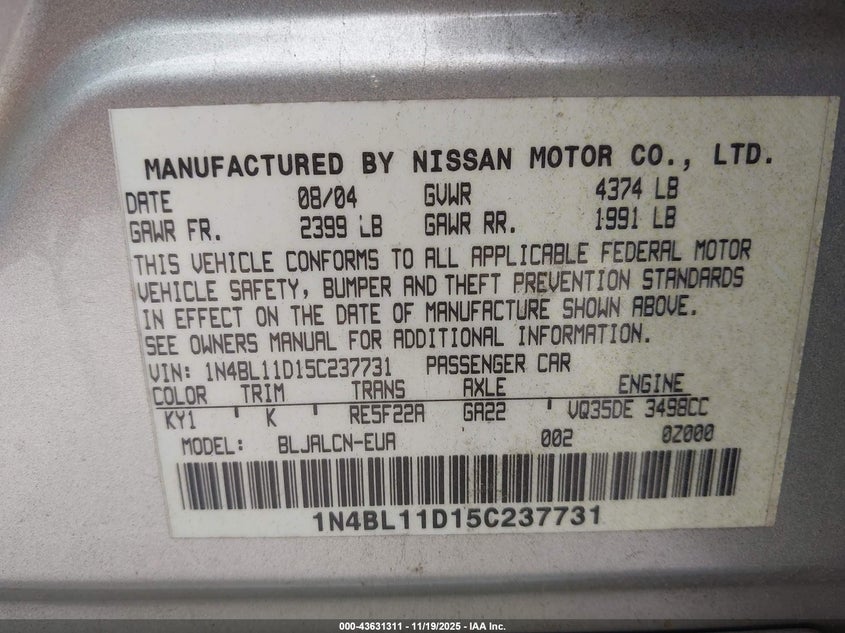 MANUFACTURED BY NISSAN MOTOR CO., LTD.
DATE 08/04 GVWR 4374 LB
GAWR FR. 2399 LB GAWR RR. 1991 LB
THIS VEHICLE CONFORMS TO ALL APPLICABLE FEDERAL MOTOR
VEHICLE SAFETY, BUMPER AND THEFT PREVENTION STANDARDS
IN EFFECT ON THE DATE OF MANUFACTURE SHOWN ABOVE.
SEE OWNERS MANUAL FOR ADDITIONAL INFORMATION.
VIN: 1N4BL11D15C237731 PASSENGER CAR
COLOR TRIM TRANS AXLE ENGINE
KY1 K RE5F22A GA22 VQ35DE 3498CC
MODEL: BLJALCN-EUA 002 0Z000
1N4BL11D15C237731
000-43631311 - 11/19/2025 - IAA Inc.